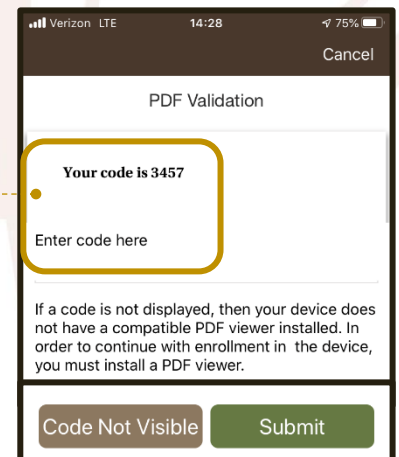 Verizon LTE 14:28 75%
Cancel
PDF Validation
Your code is 3457
Enter code here
If a code is not displayed, then your device does
not have a compatible PDF viewer installed. In
order to continue with enrollment in the device,
you must install a PDF viewer.
Code Not Visible Submit